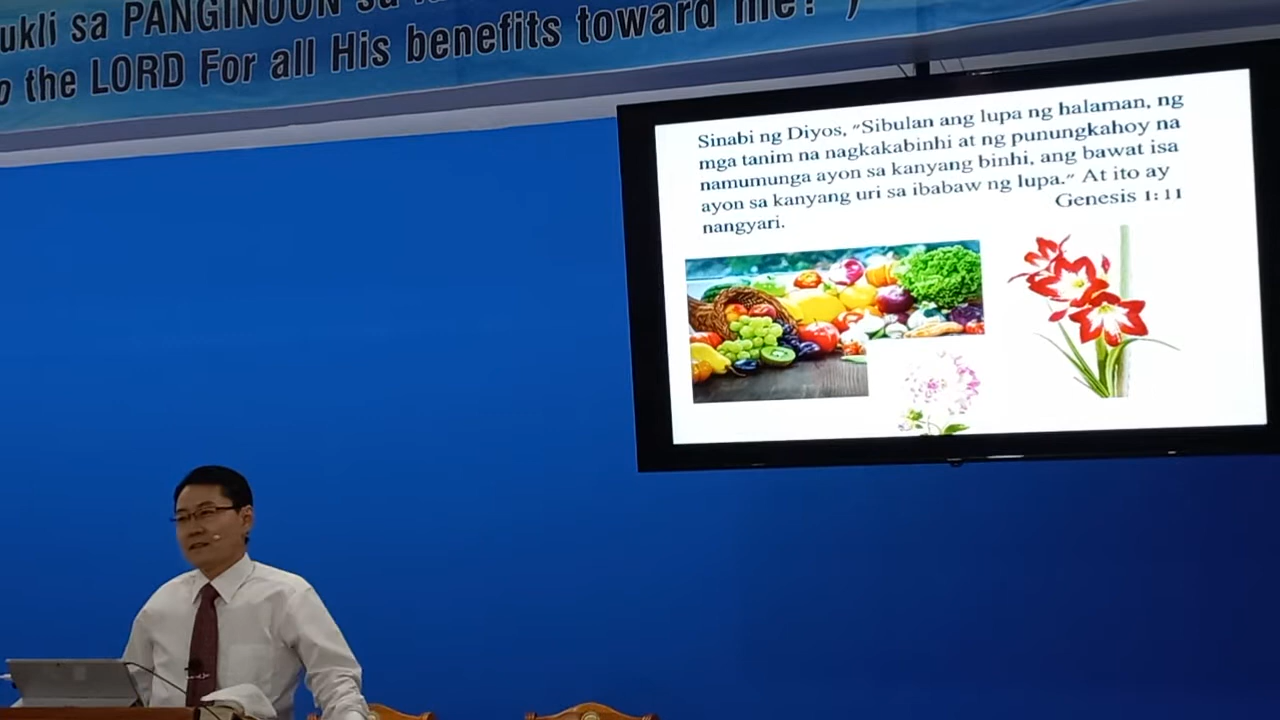 ukli sa PANGINOON sa
the LORD For all His benefits toward me?")
Sinabi ng Diyos, "Sibulan ang lupa ng halaman, ng
mga tanim na nagkakabinhi at ng punungkahoy na
namumunga ayon sa kanyang binhi, ang bawat isa
ayon sa kanyang uri sa ibabaw ng lupa." At ito ay
nangyari.
Genesis 1:11